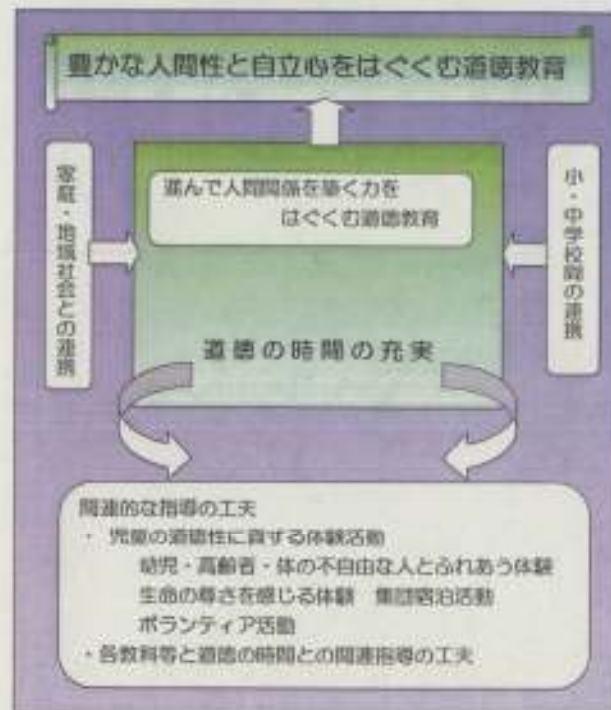 豊かな人間性と自立心をはぐくむ道徳教育
家庭・地域社会との連携
進んで人間関係を築く力を
はぐくむ道徳教育
小・中学校間の連携
道徳の時間の充実
関連的な指導の工夫
・ 児童の道徳性に資する体験活動
幼児・高齢者・体の不自由な人とふれあう体験
生命の尊さを感じる体験 集団宿泊活動
ボランティア活動
・各教科等と道徳の時間との関連指導の工夫